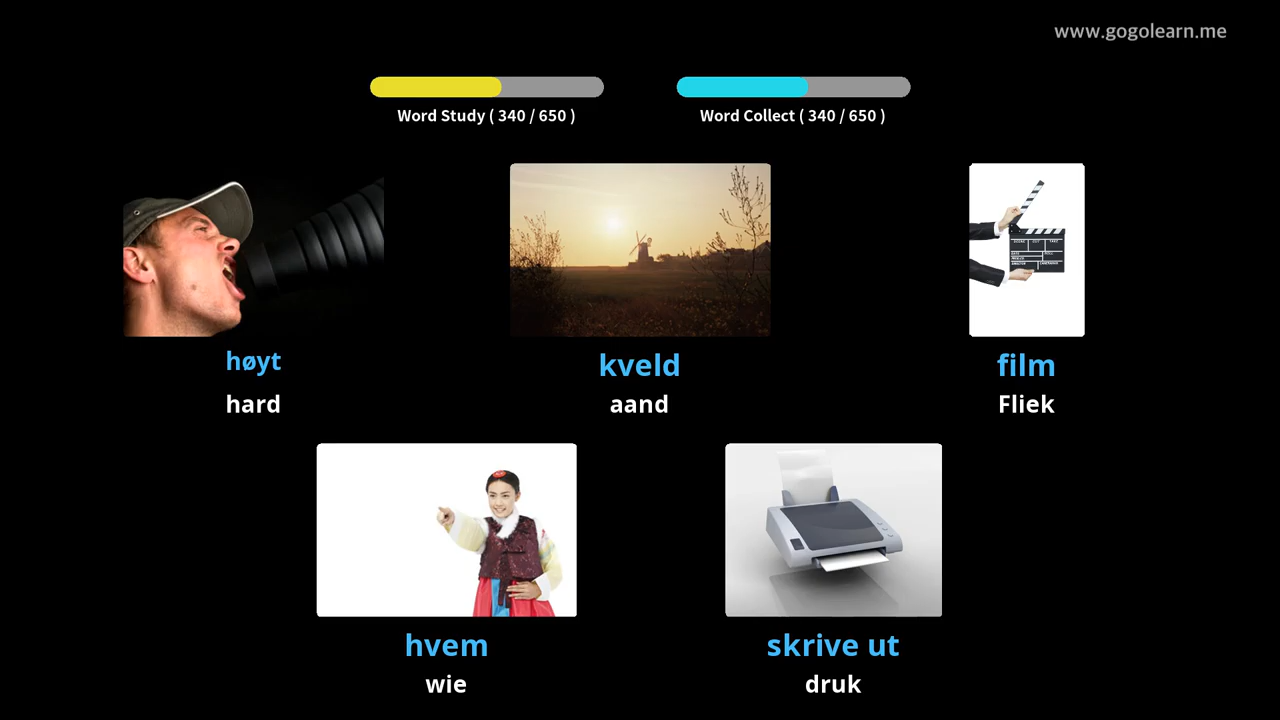 www.gogolearn.me
Word Study ( 340 / 650 )
Word Collect ( 340 / 650 )
høyt
hard
kveld
aand
film
Fliek
hvem
wie
skrive ut
druk